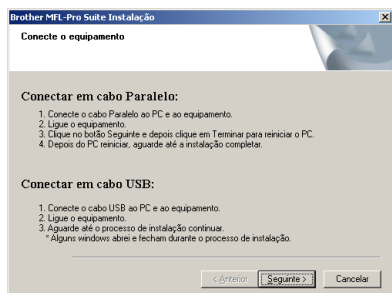 Brother MFL-Pro Suite Instalação
Conecte o equipamento
Conectar em cabo Paralelo:
1. Conecte o cabo Paralelo ao PC e ao equipamento.
2. Ligue o equipamento.
3. Clique no botão Seguinte e depois clique em Terminar para reiniciar o PC.
4. Depois do PC reiniciar, aguarde até a instalação completar.
Conectar em cabo USB:
1. Conecte o cabo USB ao PC e ao equipamento.
2. Ligue o equipamento.
3. Aguarde até o processo de instalação continuar.
* Alguns windows abrei e fecham durante o processo de instalação.
< Anterior
Seguinte >
Cancelar